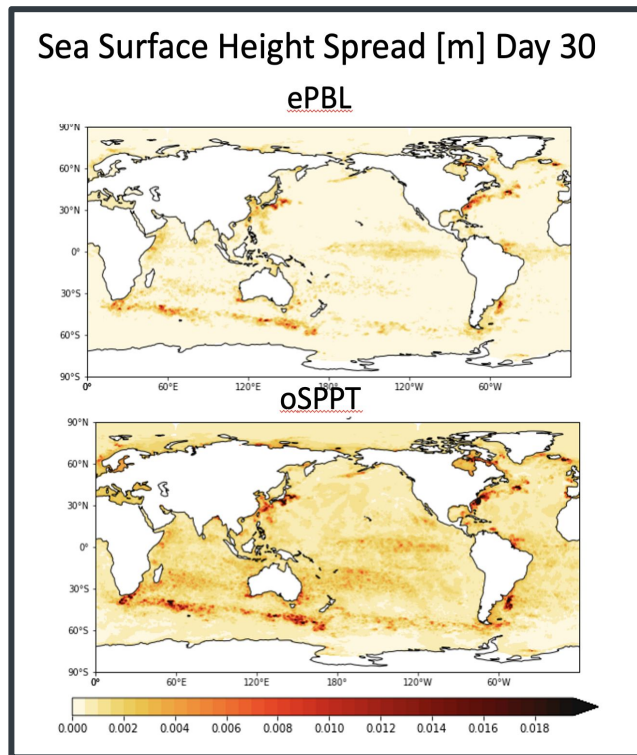 Sea Surface Height Spread [m] Day 30
ePBL
90°N
60°N
30°N
0°
30°S
60°S
90°S
0° 60°E 120°E 180° 120°W 60°W
oSPPT
90°N
60°N
30°N
0°
30°S
60°S
90°S
0° 60°E 120°E 180° 120°W 60°W
0.000 0.002 0.004 0.006 0.008 0.010 0.012 0.014 0.016 0.018